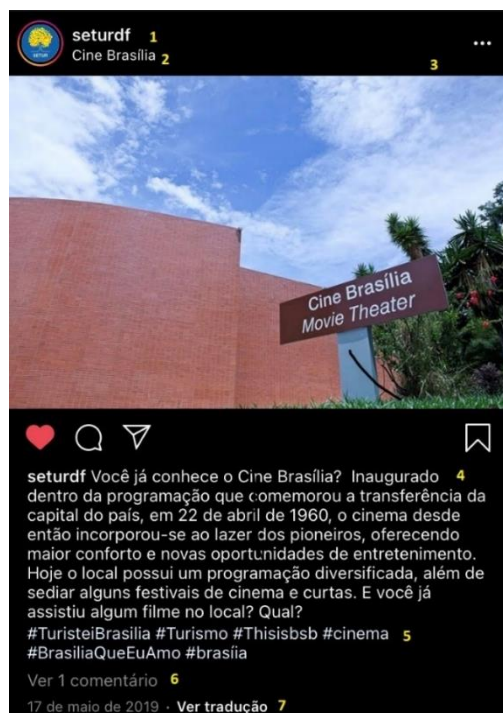 seturdf 1
Cine Brasília 2
3
Cine Brasília
Movie Theater
seturdf Você já conhece o Cine Brasília? Inaugurado 4
dentro da programação que comemorou a transferência da
capital do país, em 22 de abril de 1960, o cinema desde
então incorporou-se ao lazer dos pioneiros, oferecendo
maior conforto e novas oportunidades de entretenimento.
Hoje o local possui um programação diversificada, além de
sediar alguns festivais de cinema e curtas. E você já
assistiu algum filme no local? Qual?
#TuristeiBrasilia #Turismo #Thisisbsb #cinema 5
#BrasiliaQueEuAmo #brasíia
Ver 1 comentário 6
17 de maio de 2019 · Ver tradução 7